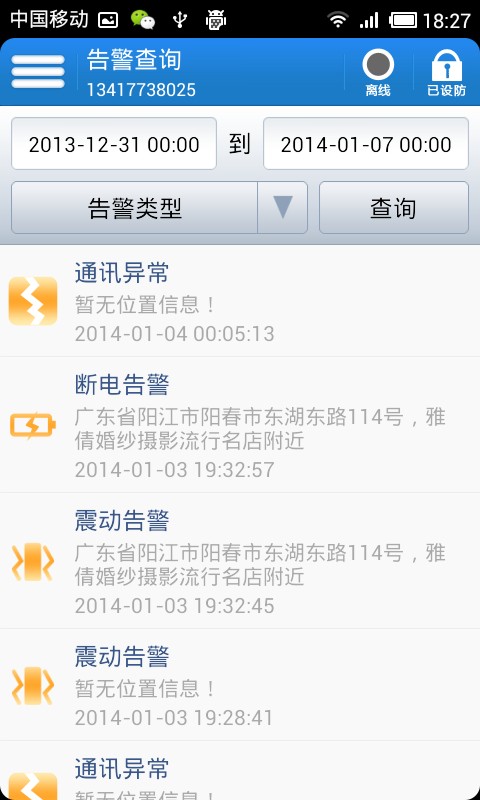 中国移动
18:27
告警查询
13417738025
离线
已设防
2013-12-31 00:00
到
2014-01-07 00:00
告警类型
查询
通讯异常
暂无位置信息！
2014-01-04 00:05:13
断电告警
广东省阳江市阳春市东湖东路114号，雅
倩婚纱摄影流行名店附近
2014-01-03 19:32:57
震动告警
广东省阳江市阳春市东湖东路114号，雅
倩婚纱摄影流行名店附近
2014-01-03 19:32:45
震动告警
暂无位置信息！
2014-01-03 19:28:41
通讯异常
暂无位置信息！